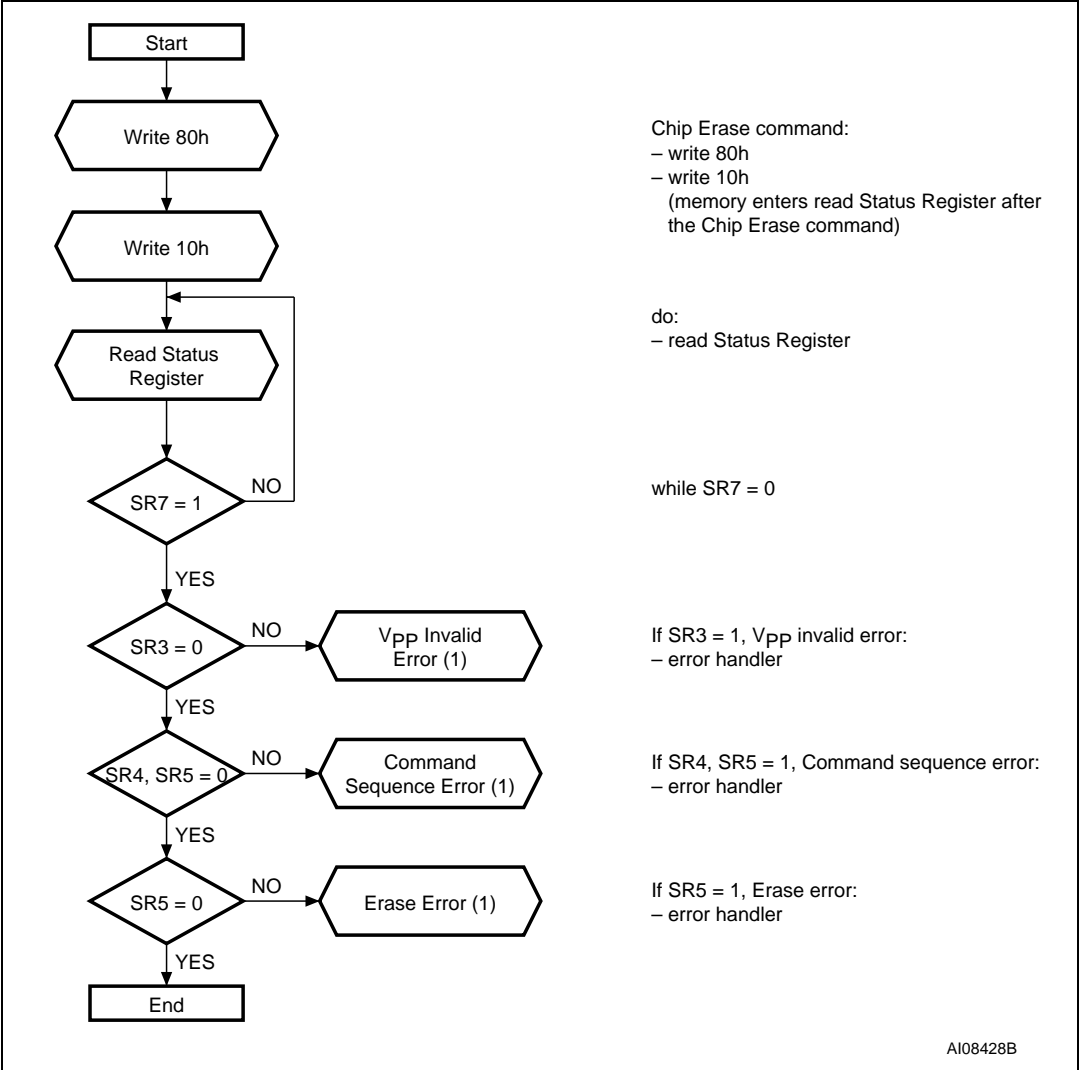 Start
Write 80h
Chip Erase command:
– write 80h
– write 10h
(memory enters read Status Register after
the Chip Erase command)
Write 10h
do:
– read Status Register
Read Status
Register
SR7 = 1
NO
while SR7 = 0
YES
SR3 = 0
NO
VPP Invalid
Error (1)
If SR3 = 1, VPP invalid error:
– error handler
YES
SR4, SR5 = 0
NO
Command
Sequence Error (1)
If SR4, SR5 = 1, Command sequence error:
– error handler
YES
SR5 = 0
NO
Erase Error (1)
If SR5 = 1, Erase error:
– error handler
YES
End
AI08428B